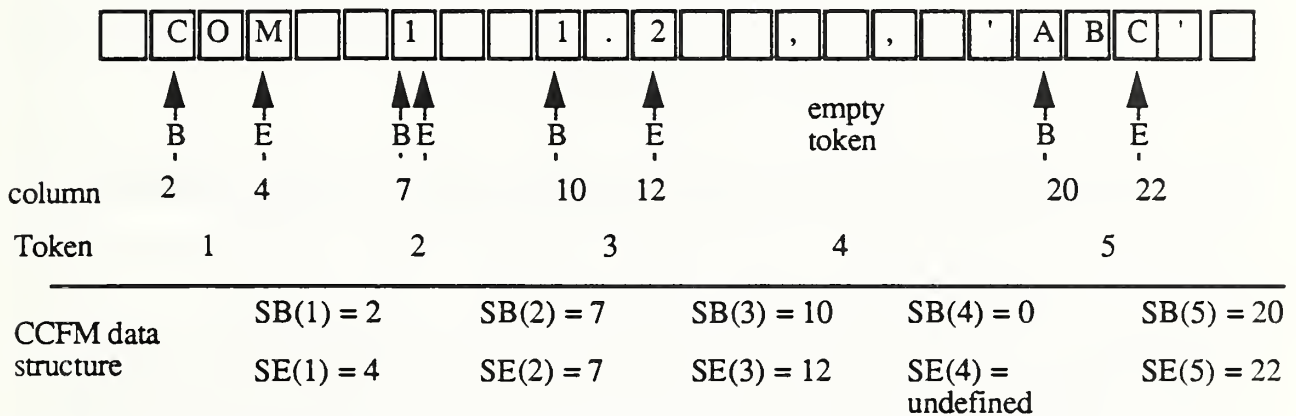 C O M 1 1 . 2 , , ' A B C '
B E B E B E empty token B E
column 2 4 7 10 12 20 22
Token 1 2 3 4 5
SB(1) = 2 SB(2) = 7 SB(3) = 10 SB(4) = 0 SB(5) = 20
CCFM data structure
SE(1) = 4 SE(2) = 7 SE(3) = 12 SE(4) = undefined SE(5) = 22